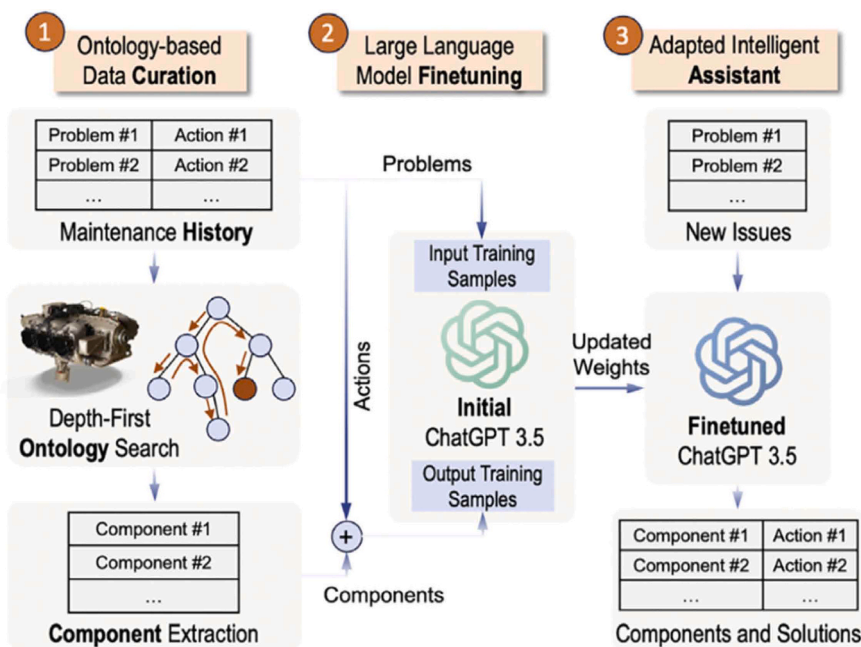 1
Ontology-based
Data Curation
2
Large Language
Model Finetuning
3
Adapted Intelligent
Assistant
Problem #1 Action #1
Problem #2 Action #2
... ...
Maintenance History
Depth-First
Ontology Search
Component #1
Component #2
...
Component Extraction
Problems
Actions
+
Components
Input Training
Samples
Initial
ChatGPT 3.5
Output Training
Samples
Updated
Weights
Problem #1
Problem #2
...
New Issues
Finetuned
ChatGPT 3.5
Component #1 Action #1
Component #2 Action #2
... ...
Components and Solutions